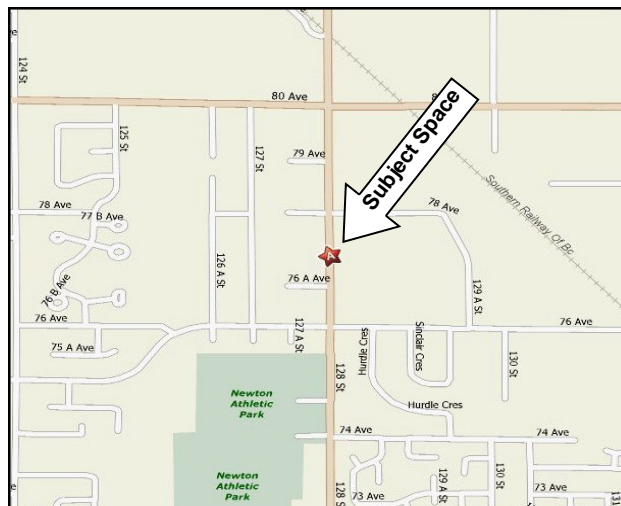 124 St
80 Ave
125 St
127 St
79 Ave
Subject Space
A
78 Ave
77 B Ave
78 Ave
Southern Railway Of Bc
126 A St
76 B Ave
76 A Ave
129 A St
76 Ave
127 A St
76 Ave
75 A Ave
Hurdle Cres
Sinclair Cres
130 St
128 St
Newton
Athletic
Park
Hurdle Cres
74 Ave
74 Ave
Newton
Athletic
Park
128 S
73 Ave
129 A St
130 St
73 Ave
131